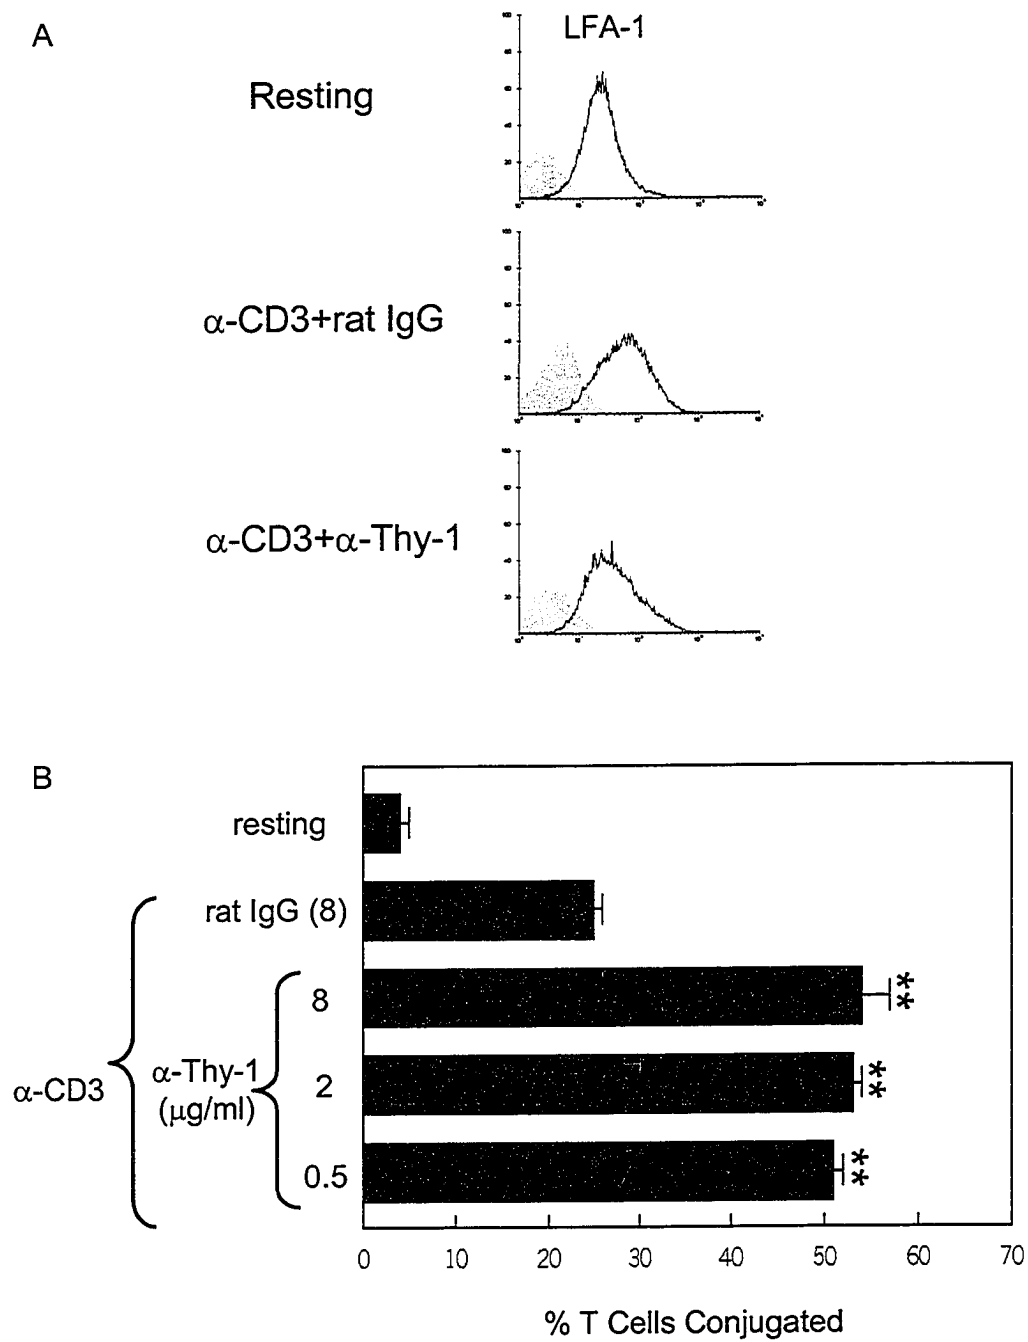 A
LFA-1
Resting
α-CD3+rat IgG
α-CD3+α-Thy-1
B
resting
rat IgG (8)
8
**
α-Thy-1
(μg/ml)
2
**
α-CD3
0.5
**
0 10 20 30 40 50 60 70
% T Cells Conjugated